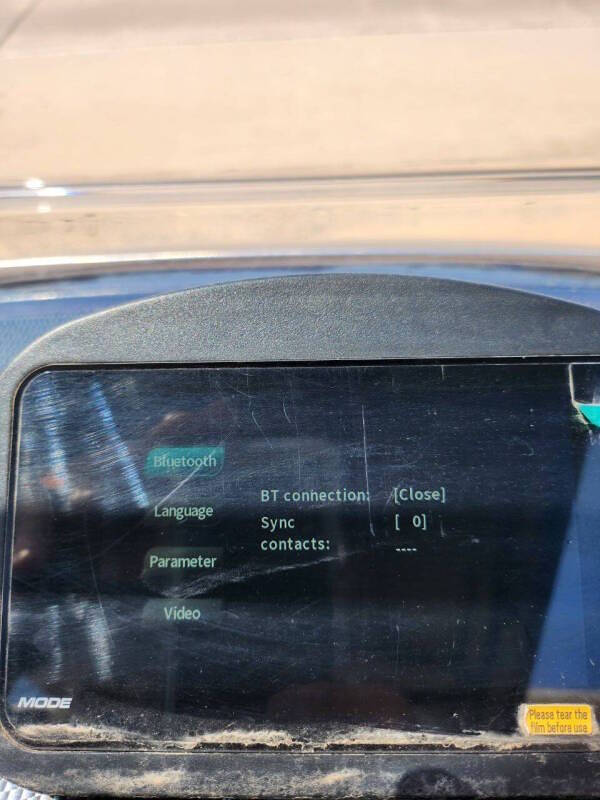 Bluetooth
BT connection: [Close]
Language
Sync [ 0]
contacts: ----
Parameter
Video
MODE
Please tear the
film before use